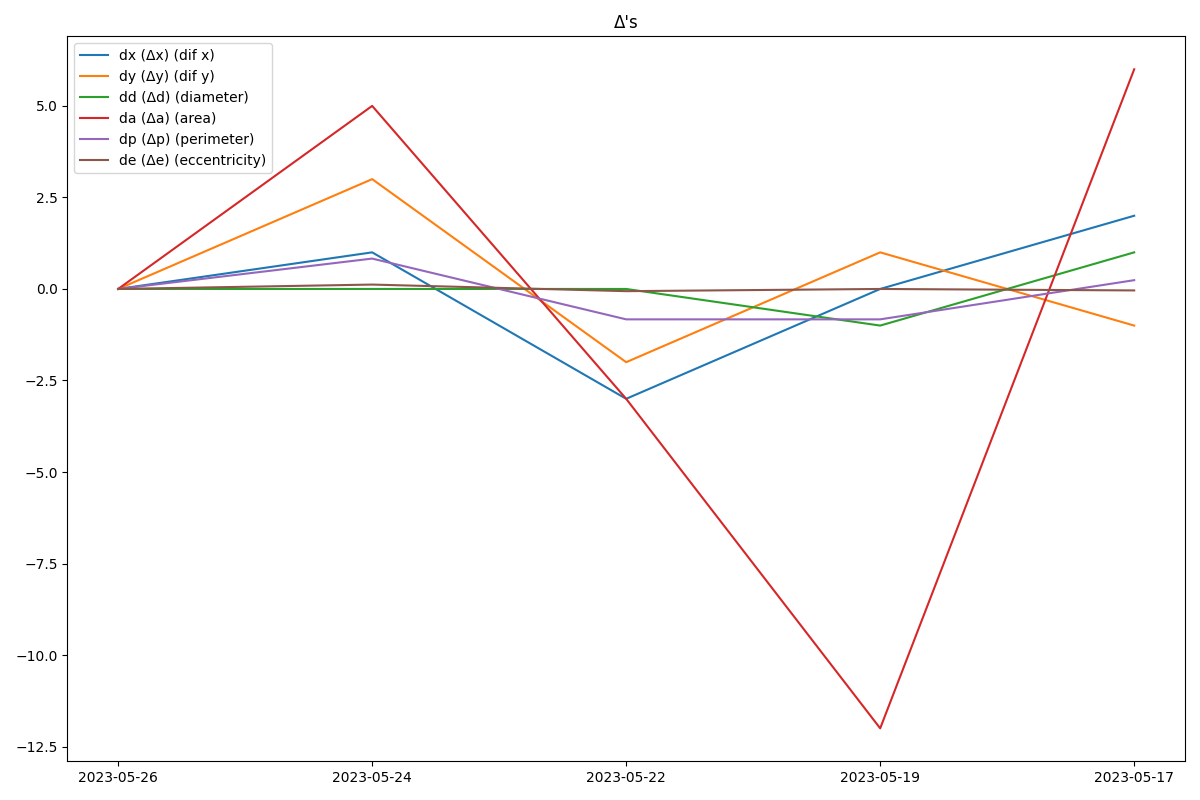 Δ's
dx (Δx) (dif x)
dy (Δy) (dif y)
dd (Δd) (diameter)
da (Δa) (area)
dp (Δp) (perimeter)
de (Δe) (eccentricity)
5.0
2.5
0.0
−2.5
−5.0
−7.5
−10.0
−12.5
2023-05-26 2023-05-24 2023-05-22 2023-05-19 2023-05-17